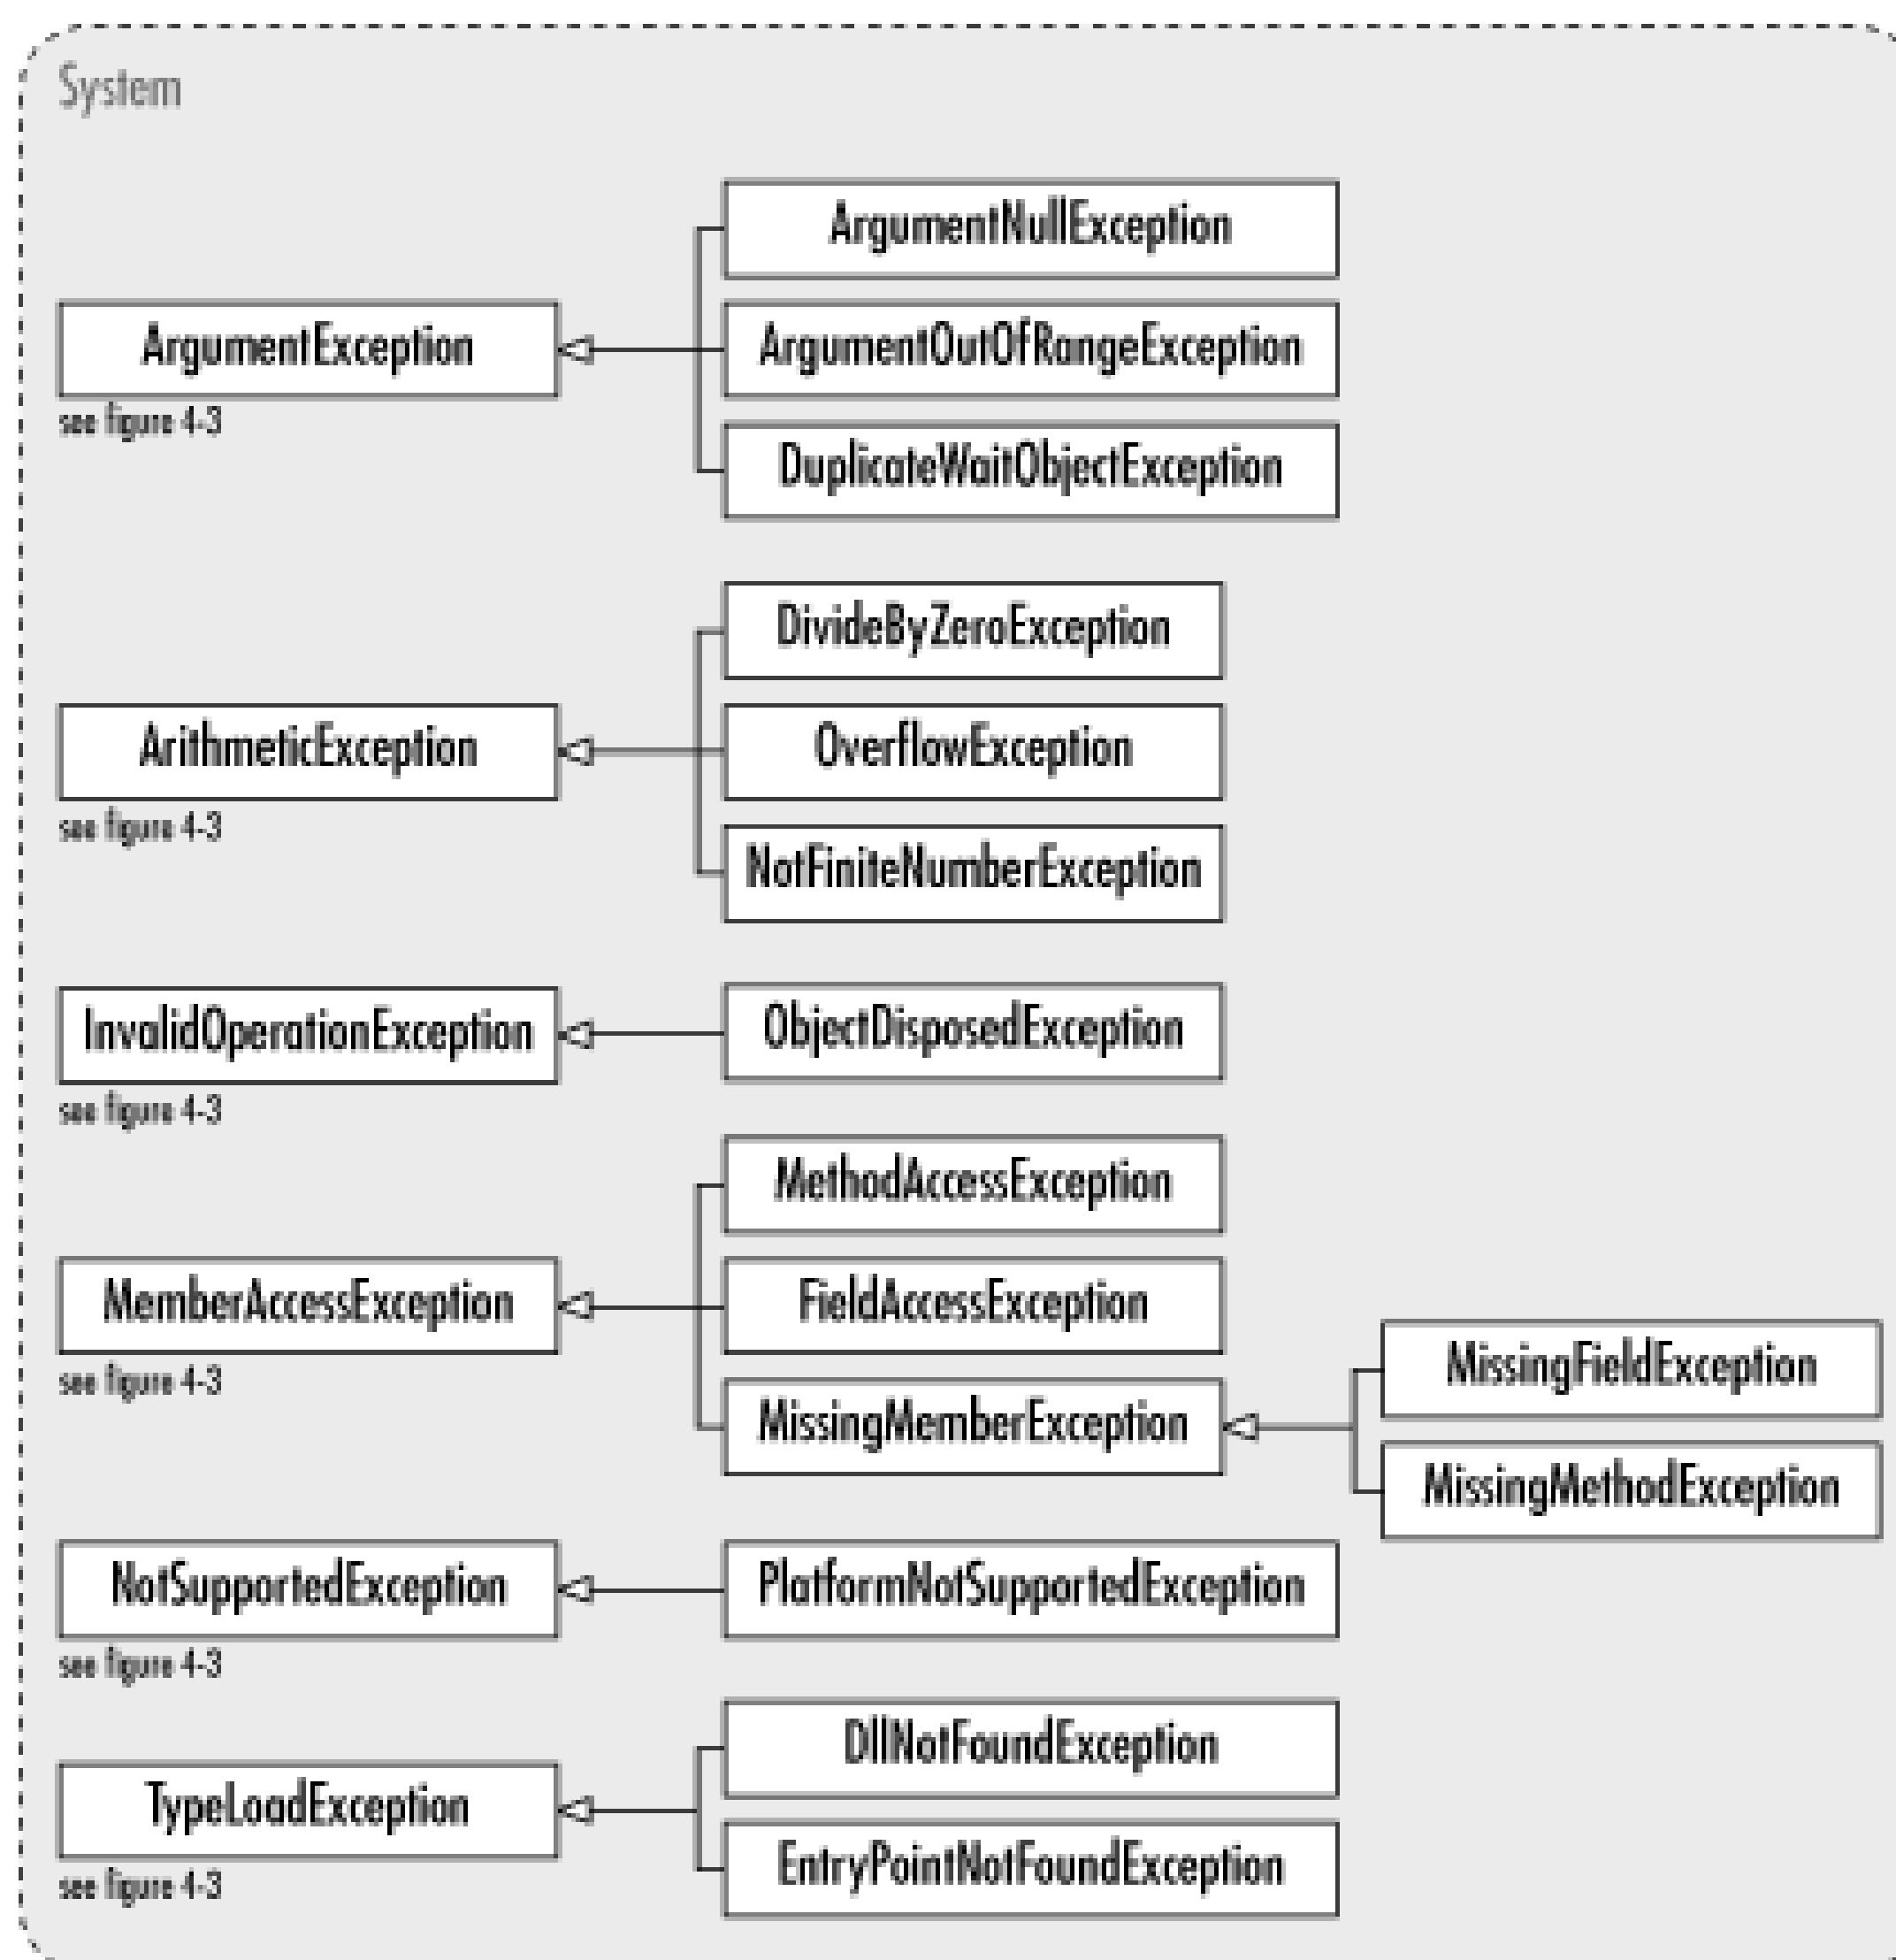 System
ArgumentNullException
ArgumentException
ArgumentOutOfRangeException
see figure 4-3
DuplicateWaitObjectException
DivideByZeroException
ArithmeticException
OverflowException
see figure 4-3
NotFiniteNumberException
InvalidOperationException
ObjectDisposedException
see figure 4-3
MethodAccessException
MemberAccessException
FieldAccessException
see figure 4-3
MissingFieldException
MissingMemberException
MissingMethodException
NotSupportedException
PlatformNotSupportedException
see figure 4-3
DllNotFoundException
TypeLoadException
EntryPointNotFoundException
see figure 4-3